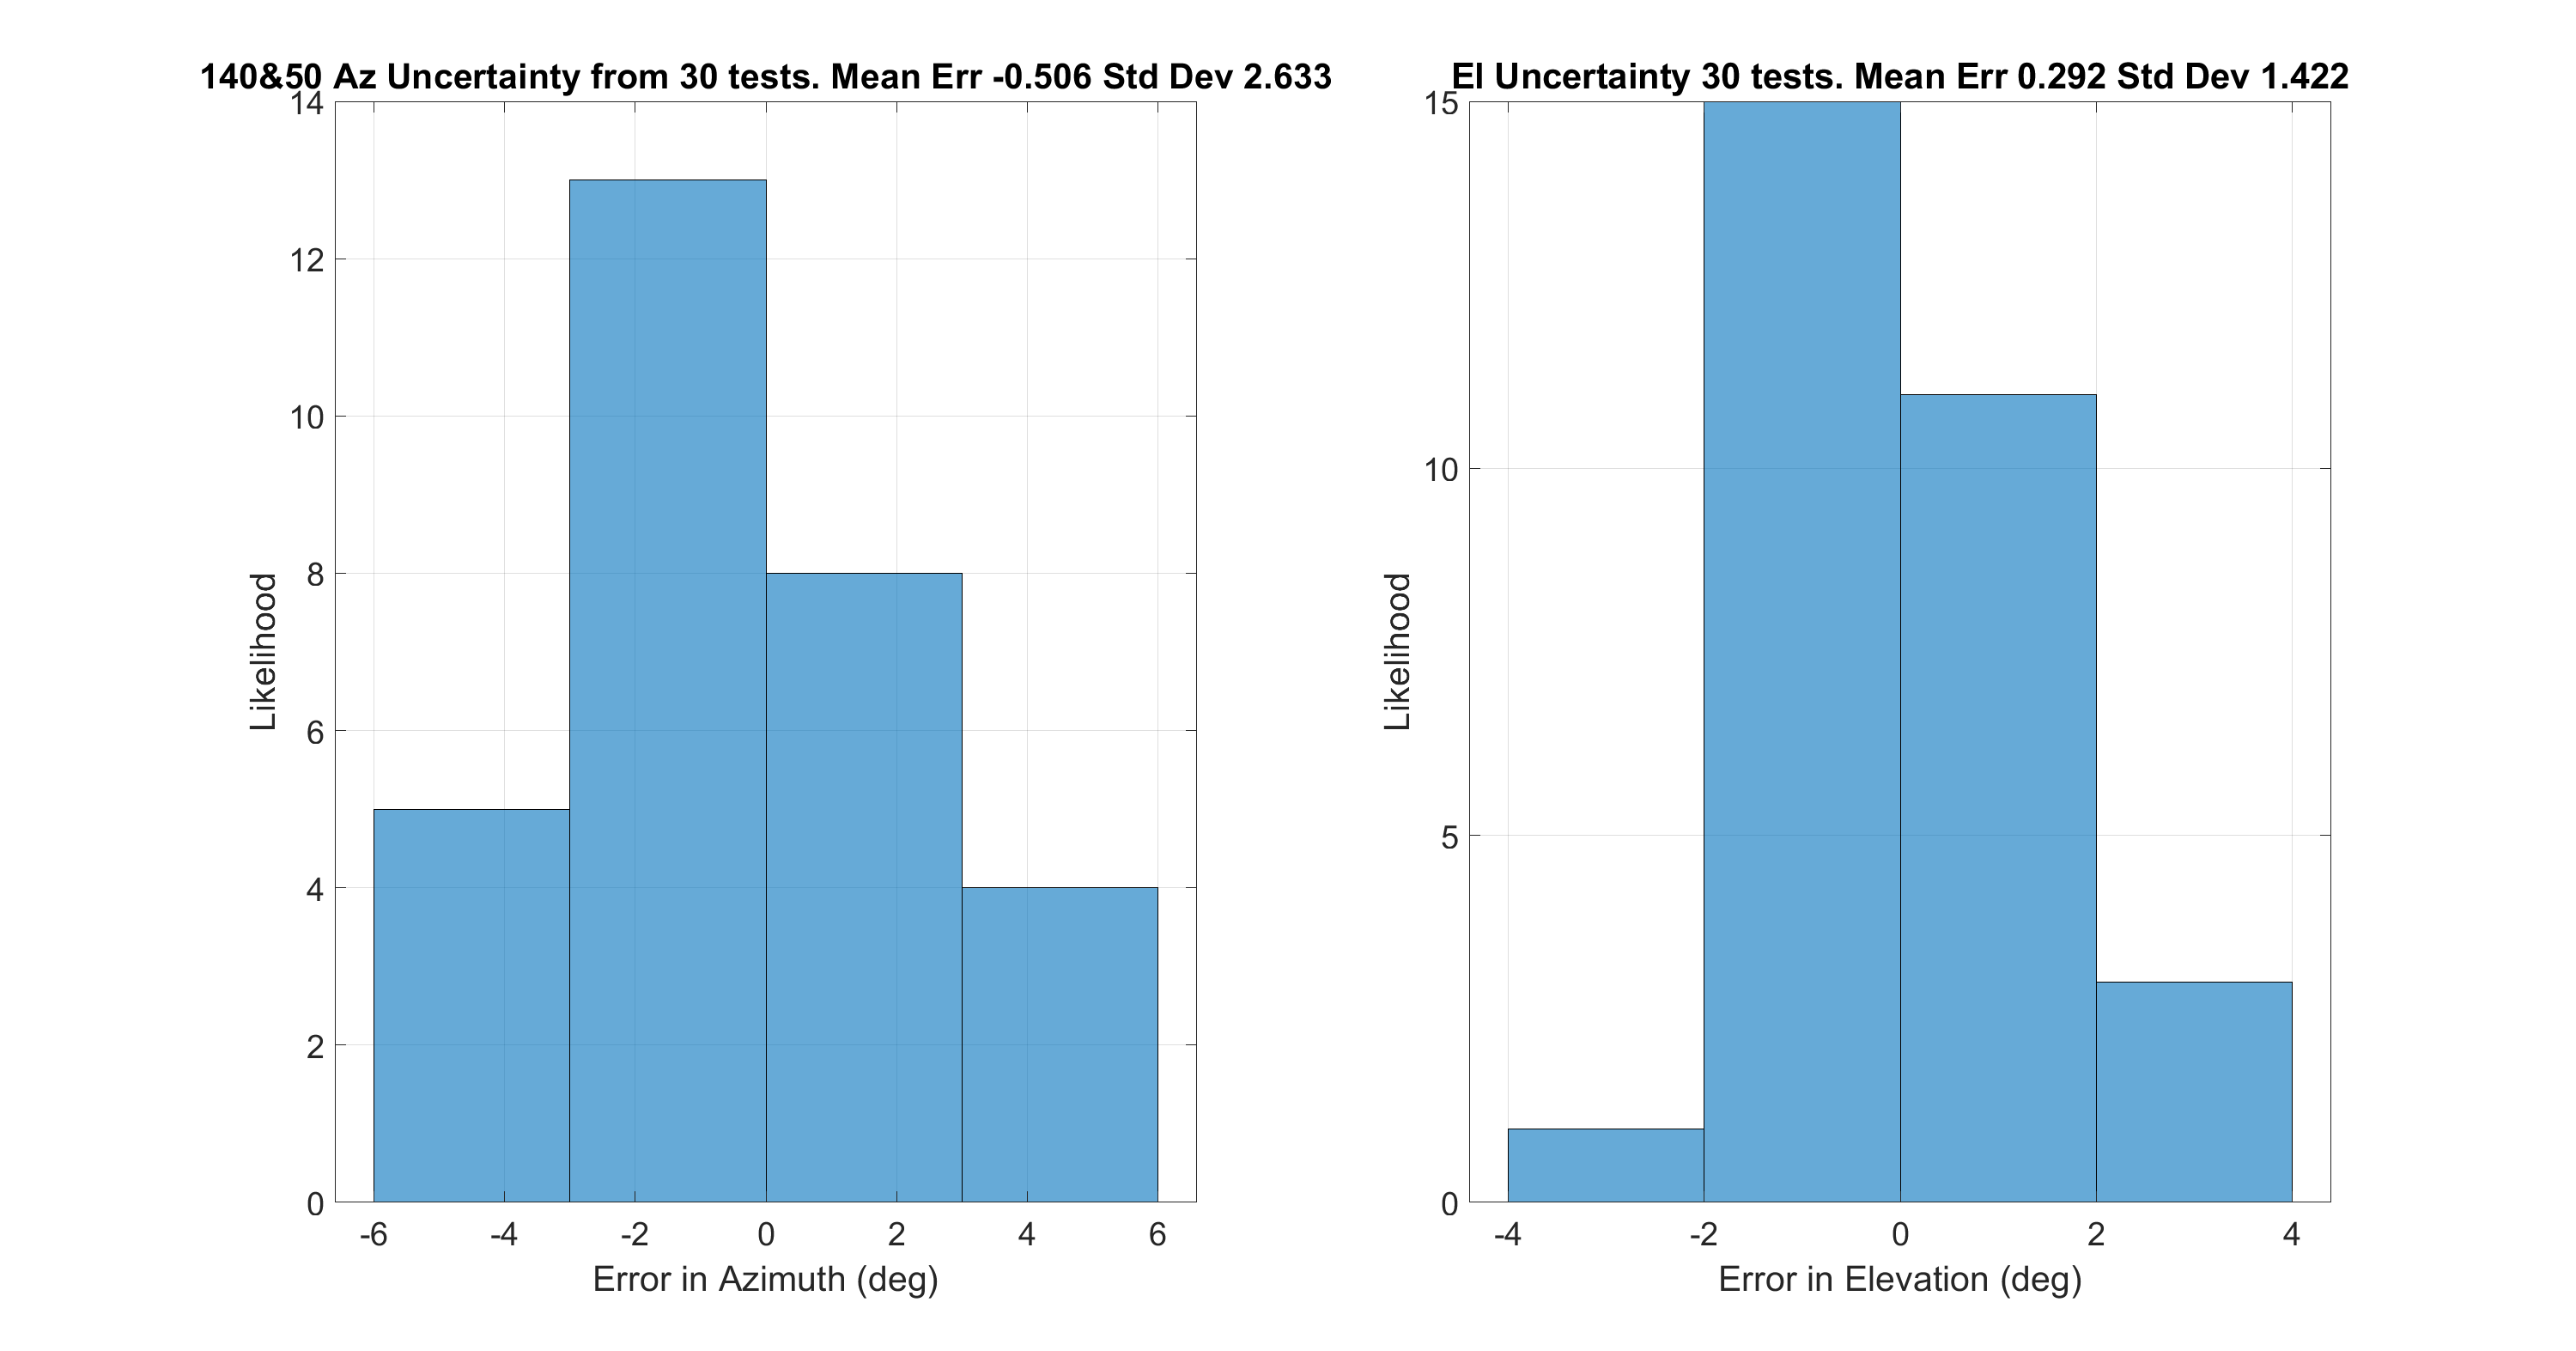 140&50 Az Uncertainty from 30 tests. Mean Err -0.506 Std Dev 2.633
14
12
10
8
6
4
2
0
Likelihood
-6 -4 -2 0 2 4 6
Error in Azimuth (deg)
El Uncertainty 30 tests. Mean Err 0.292 Std Dev 1.422
15
10
5
0
Likelihood
-4 -2 0 2 4
Error in Elevation (deg)